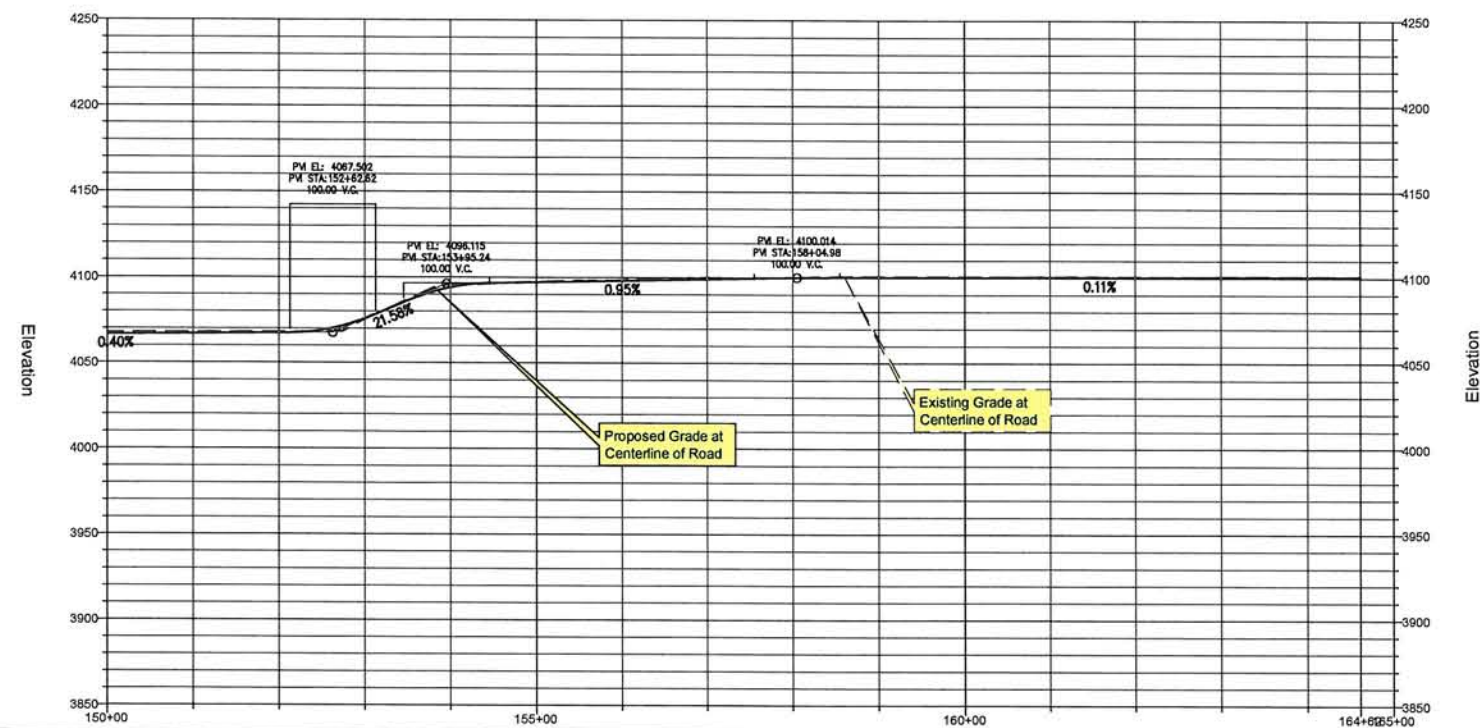 4250
4250
4200
4200
PVI EL: 4067.502
PVI STA:152+62.62
100.00 V.C.
4150
4150
PVI EL: 4096.115
PVI STA:153+95.24
100.00 V.C.
PVI EL: 4100.014
PVI STA:158+04.98
100.00 V.C.
4100
4100
0.95%
0.11%
21.58%
0.40%
Elevation
Elevation
4050
4050
Existing Grade at
Centerline of Road
Proposed Grade at
Centerline of Road
4000
4000
3950
3950
3900
3900
3850
3850
150+00
155+00
160+00
165+00